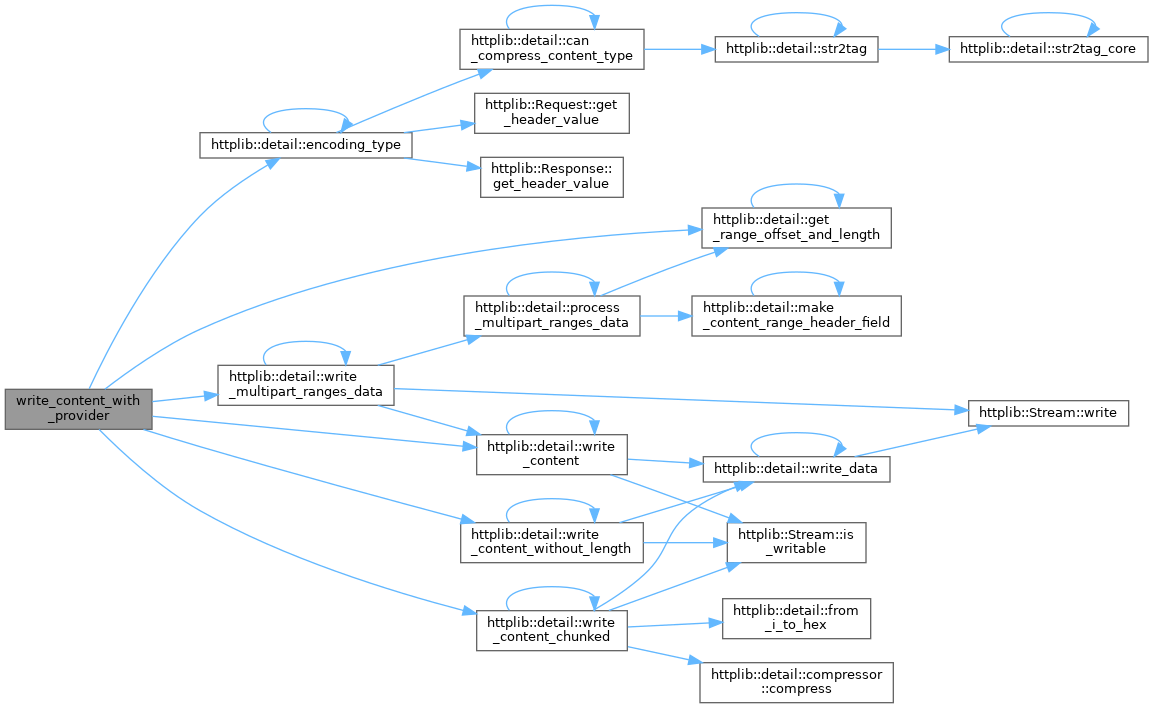 httplib::detail::can
_compress_content_type
httplib::detail::str2tag
httplib::detail::str2tag_core
httplib::Request::get
_header_value
httplib::detail::encoding_type
httplib::Response::
get_header_value
httplib::detail::get
_range_offset_and_length
httplib::detail::process
_multipart_ranges_data
httplib::detail::make
_content_range_header_field
httplib::detail::write
_multipart_ranges_data
write_content_with
_provider
httplib::Stream::write
httplib::detail::write
_content
httplib::detail::write_data
httplib::detail::write
_content_without_length
httplib::Stream::is
_writable
httplib::detail::write
_content_chunked
httplib::detail::from
_i_to_hex
httplib::detail::compressor
::compress